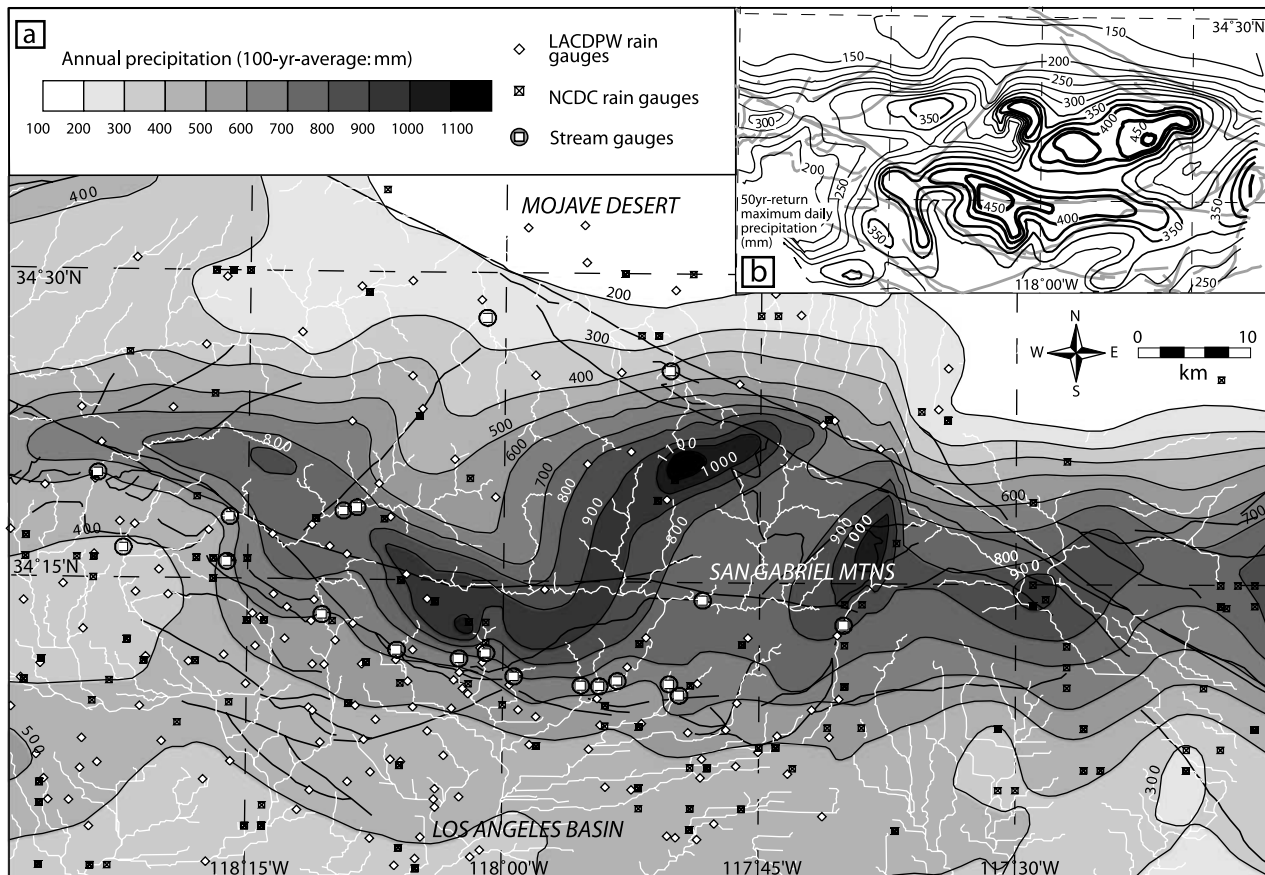 a
Annual precipitation (100-yr-average: mm)
100 200 300 400 500 600 700 800 900 1000 1100
LACDPW rain
gauges
NCDC rain gauges
Stream gauges
34°30'N
150
150
200
250
300
350
400
450
350
300
200
250
350
450
400
350
350
250
50yr-return
maximum daily
precipitation
(mm)
b
118°00'W
400
MOJAVE DESERT
34°30'N
200
300
400
500
600
700
800
900
1100
1000
800
800
N
W E
S
0 10
km
600
700
900
1000
800
900
400
34°15'N
SAN GABRIEL MTNS
500
300
LOS ANGELES BASIN
118°15'W
118°00'W
117°45'W
117°30'W